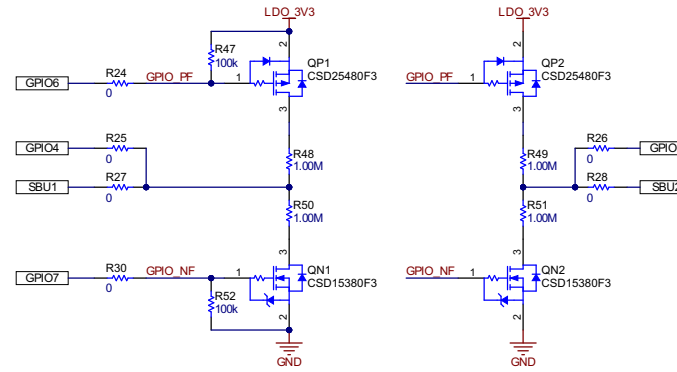 LDO_3V3
LDO_3V3
R47
100k
2
QP1
CSD25480F3
2
QP2
CSD25480F3
GPIO6
R24
0
GPIO_PF
1
3
GPIO_PF
1
3
GPIO4
R25
0
R48
1.00M
R49
1.00M
R26
0
GPIO
SBU1
R27
0
R28
0
SBU2
R50
1.00M
R51
1.00M
3
3
GPIO7
R30
0
GPIO_NF
1
QN1
CSD15380F3
GPIO_NF
1
QN2
CSD15380F3
R52
100k
2
2
GND
GND